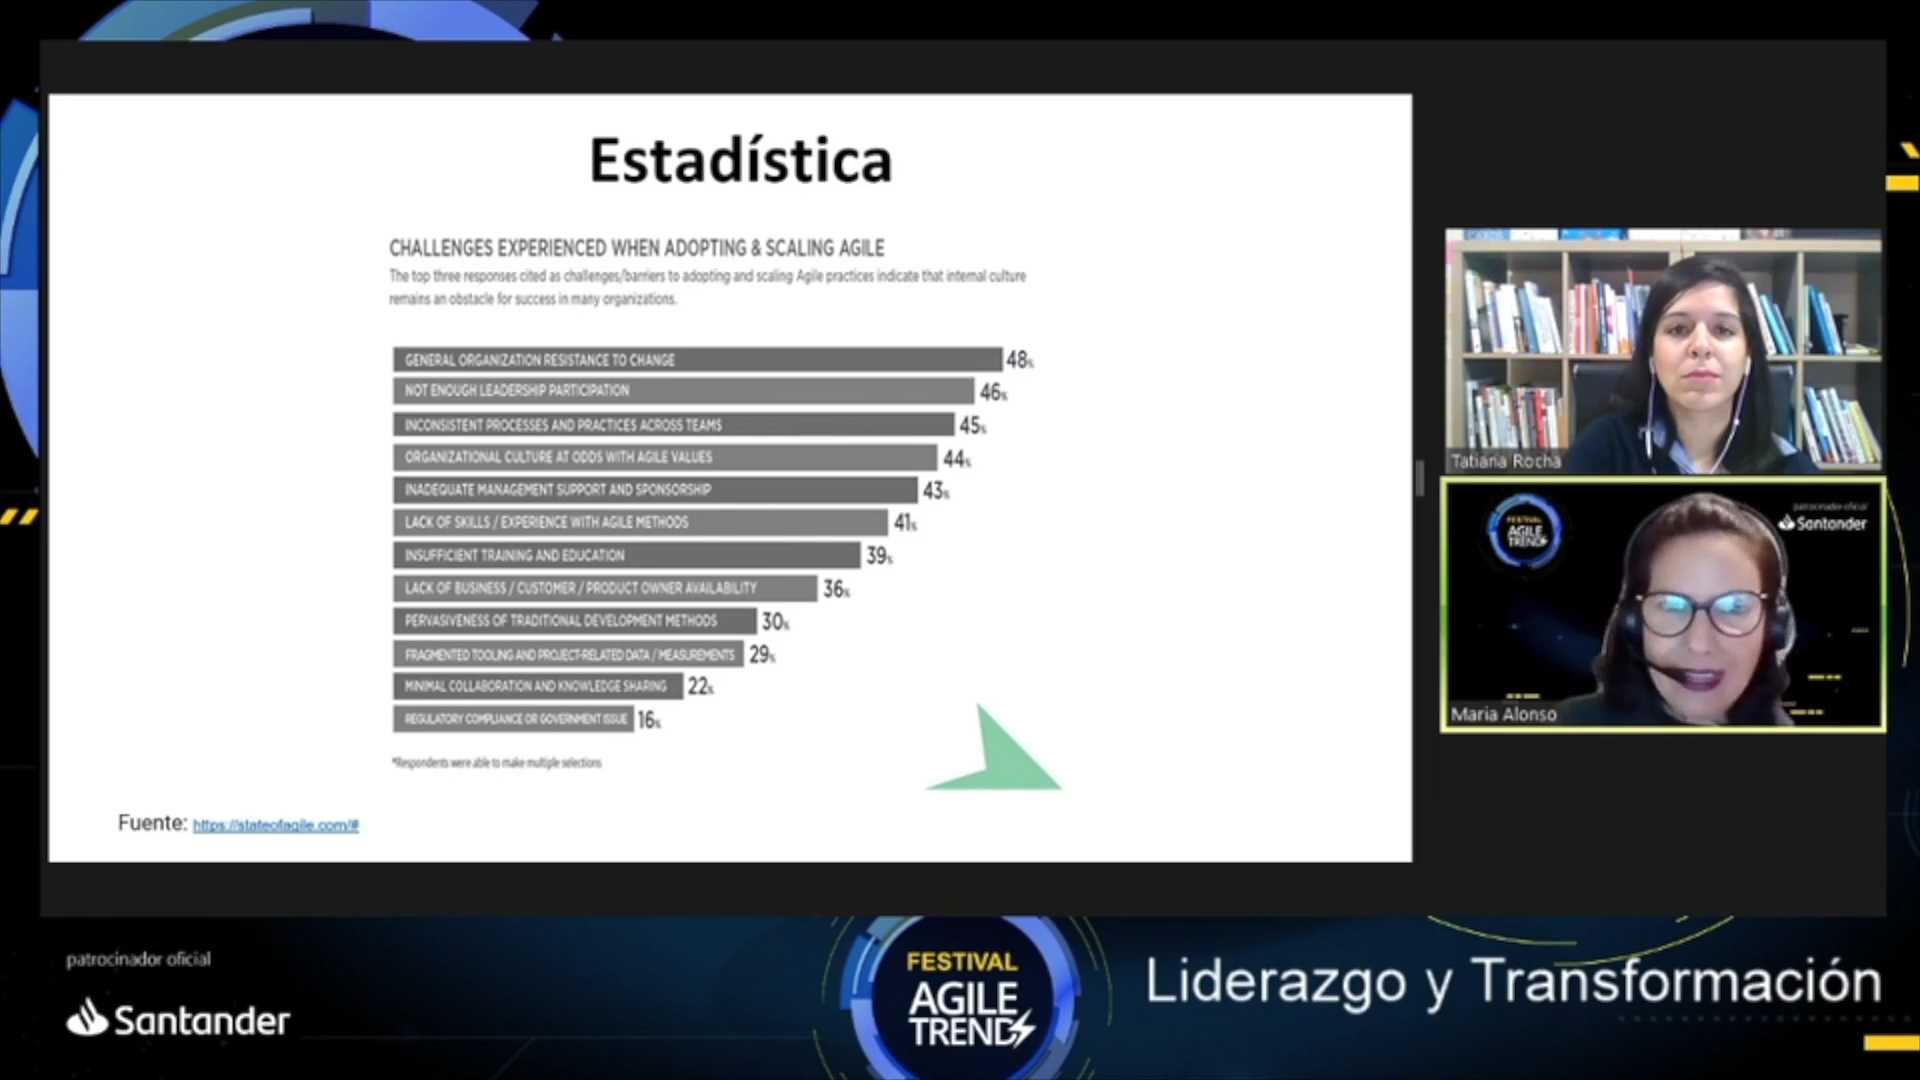 Estadística
CHALLENGES EXPERIENCED WHEN ADOPTING & SCALING AGILE
The top three responses cited as challenges/barriers to adopting and scaling Agile practices indicate that internal culture
remains an obstacle for success in many organizations.
GENERAL ORGANIZATION RESISTANCE TO CHANGE 48%
NOT ENOUGH LEADERSHIP PARTICIPATION 46%
INCONSISTENT PROCESSES AND PRACTICES ACROSS TEAMS 45%
ORGANIZATIONAL CULTURE AT ODDS WITH AGILE VALUES 44%
INADEQUATE MANAGEMENT SUPPORT AND SPONSORSHIP 43%
LACK OF SKILLS / EXPERIENCE WITH AGILE METHODS 41%
INSUFFICIENT TRAINING AND EDUCATION 39%
LACK OF BUSINESS / CUSTOMER / PRODUCT OWNER AVAILABILITY 36%
PERVASIVENESS OF TRADITIONAL DEVELOPMENT METHODS 30%
FRAGMENTED TOOLING AND PROJECT-RELATED DATA / MEASUREMENTS 29%
MINIMAL COLLABORATION AND KNOWLEDGE SHARING 22%
REGULATORY COMPLIANCE OR GOVERNMENT ISSUE 16%
*Respondents were able to make multiple selections
Fuente: https://stateofagile.com/#
Tatiana Rocha
FESTIVAL
AGILE
TRENDS
patrocinador oficial
Santander
Maria Alonso
patrocinador oficial
Santander
FESTIVAL
AGILE
TRENDS
Liderazgo y Transformación